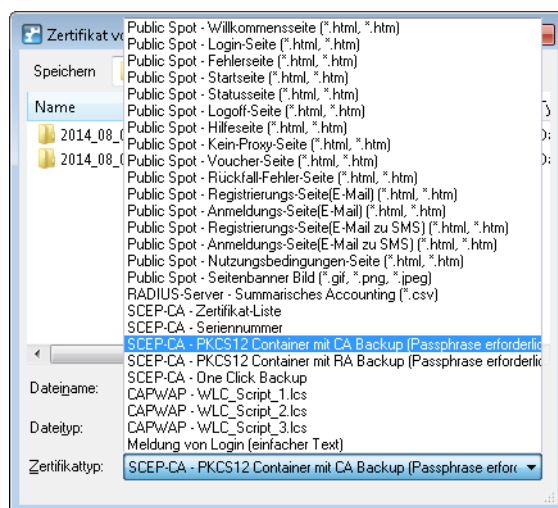 Zertifikat vo
Speichern
Name
2014_08_0
2014_08_0
Public Spot - Willkommensseite (*.html, *.htm)
Public Spot - Login-Seite (*.html, *.htm)
Public Spot - Fehlerseite (*.html, *.htm)
Public Spot - Startseite (*.html, *.htm)
Public Spot - Statusseite (*.html, *.htm)
Public Spot - Logoff-Seite (*.html, *.htm)
Public Spot - Hilfeseite (*.html, *.htm)
Public Spot - Kein-Proxy-Seite (*.html, *.htm)
Public Spot - Voucher-Seite (*.html, *.htm)
Public Spot - Rückfall-Fehler-Seite (*.html, *.htm)
Public Spot - Registrierungs-Seite(E-Mail) (*.html, *.htm)
Public Spot - Anmeldungs-Seite(E-Mail) (*.html, *.htm)
Public Spot - Registrierungs-Seite(E-Mail zu SMS) (*.html, *.htm)
Public Spot - Anmeldungs-Seite(E-Mail zu SMS) (*.html, *.htm)
Public Spot - Nutzungsbedingungen-Seite (*.html, *.htm)
Public Spot - Seitenbanner Bild (*.gif, *.png, *.jpeg)
RADIUS-Server - Summarisches Accounting (*.csv)
SCEP-CA - Zertifikat-Liste
SCEP-CA - Seriennummer
SCEP-CA - PKCS12 Container mit CA Backup (Passphrase erforderlic
SCEP-CA - PKCS12 Container mit RA Backup (Passphrase erforderlic
SCEP-CA - One Click Backup
CAPWAP - WLC_Script_1.lcs
CAPWAP - WLC_Script_2.lcs
CAPWAP - WLC_Script_3.lcs
Meldung von Login (einfacher Text)
Dateiname:
Dateityp:
Zertifikattyp: SCEP-CA - PKCS12 Container mit CA Backup (Passphrase erford